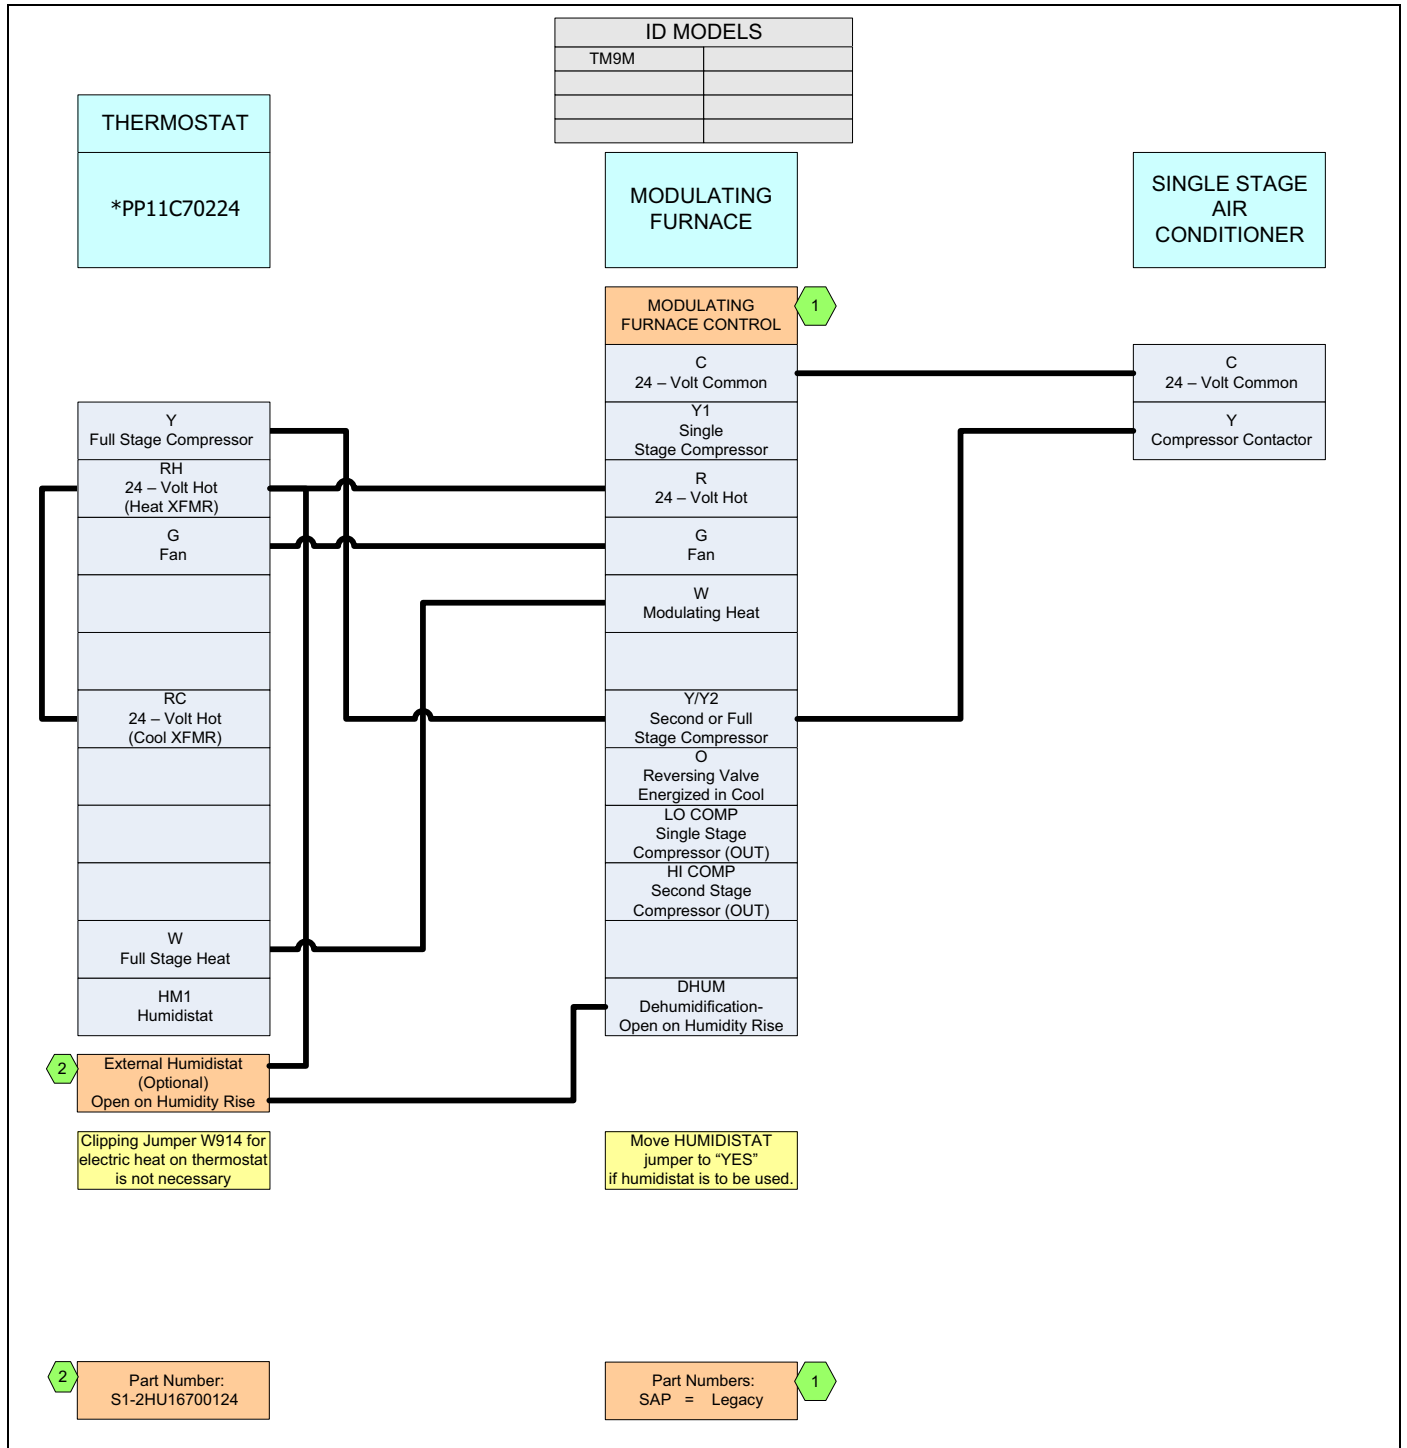 ID MODELS
TM9M
THERMOSTAT
*PP11C70224
MODULATING
FURNACE
SINGLE STAGE
AIR
CONDITIONER
MODULATING
FURNACE CONTROL
1
C
24 – Volt Common
Y1
Single
Stage Compressor
R
24 – Volt Hot
G
Fan
W
Modulating Heat
Y/Y2
Second or Full
Stage Compressor
O
Reversing Valve
Energized in Cool
LO COMP
Single Stage
Compressor (OUT)
HI COMP
Second Stage
Compressor (OUT)
DHUM
Dehumidification-
Open on Humidity Rise
C
24 – Volt Common
Y
Compressor Contactor
Y
Full Stage Compressor
RH
24 – Volt Hot
(Heat XFMR)
G
Fan
RC
24 – Volt Hot
(Cool XFMR)
W
Full Stage Heat
HM1
Humidistat
2
External Humidistat
(Optional)
Open on Humidity Rise
Clipping Jumper W914 for
electric heat on thermostat
is not necessary
Move HUMIDISTAT
jumper to “YES”
if humidistat is to be used.
2
Part Number:
S1-2HU16700124
Part Numbers:
SAP = Legacy
1